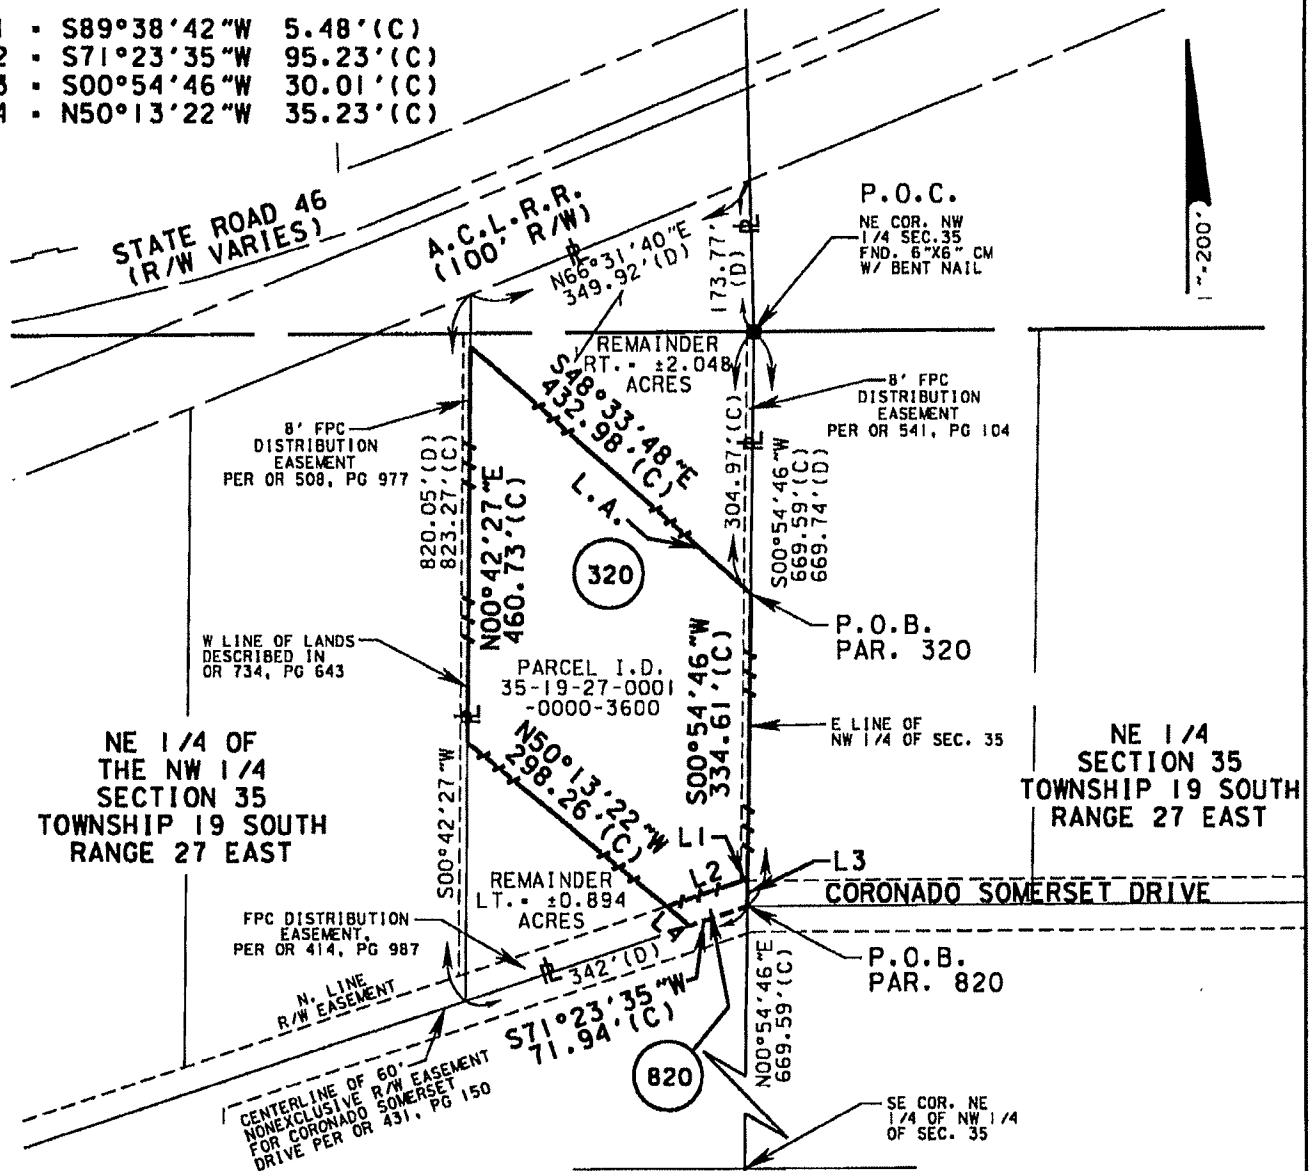 1 - S89°38'42"W 5.48'(C)
2 - S71°23'35"W 95.23'(C)
3 - S00°54'46"W 30.01'(C)
4 - N50°13'22"W 35.23'(C)
STATE ROAD 46
(R/W VARIES)
A.C.L.R.R.
(100' R/W)
N66°31'40"E
349.92'(D)
173.77'
(D)
P.O.C.
NE COR. NW
1/4 SEC.35
FND. 6"X6" CM
W/ BENT NAIL
1"=200'
REMAINDER
RT. = ±2.048
ACRES
S48°33'48"E
432.98'(C)
L.A.
320
8' FPC
DISTRIBUTION
EASEMENT
PER OR 508, PG 977
820.05'(D)
823.27'(C)
N00°42'27"E
460.73'(C)
304.97'(C)
8' FPC
DISTRIBUTION
EASEMENT
PER OR 541, PG 104
S00°54'46"W
669.59'(C)
669.74'(D)
P.O.B.
PAR. 320
W LINE OF LANDS
DESCRIBED IN
OR 734, PG 643
PARCEL I.D.
35-19-27-0001
-0000-3600
S00°54'46"W
334.61'(C)
E LINE OF
NW 1/4 OF SEC. 35
NE 1/4 OF
THE NW 1/4
SECTION 35
TOWNSHIP 19 SOUTH
RANGE 27 EAST
NE 1/4
SECTION 35
TOWNSHIP 19 SOUTH
RANGE 27 EAST
S00°42'27"W
N50°13'22"W
298.26'(C)
L1
L2
L3
L4
CORONADO SOMERSET DRIVE
REMAINDER
LT. = ±0.894
ACRES
FPC DISTRIBUTION
EASEMENT,
PER OR 414, PG 987
342'(D)
N. LINE
R/W EASEMENT
S71°23'35"W
71.94'(C)
P.O.B.
PAR. 820
N00°54'46"E
669.59'(C)
820
CENTERLINE OF 60'
NONEXCLUSIVE R/W EASEMENT
FOR CORONADO SOMERSET
DRIVE PER OR 431, PG 150
SE COR. NE
1/4 OF NW 1/4
OF SEC. 35